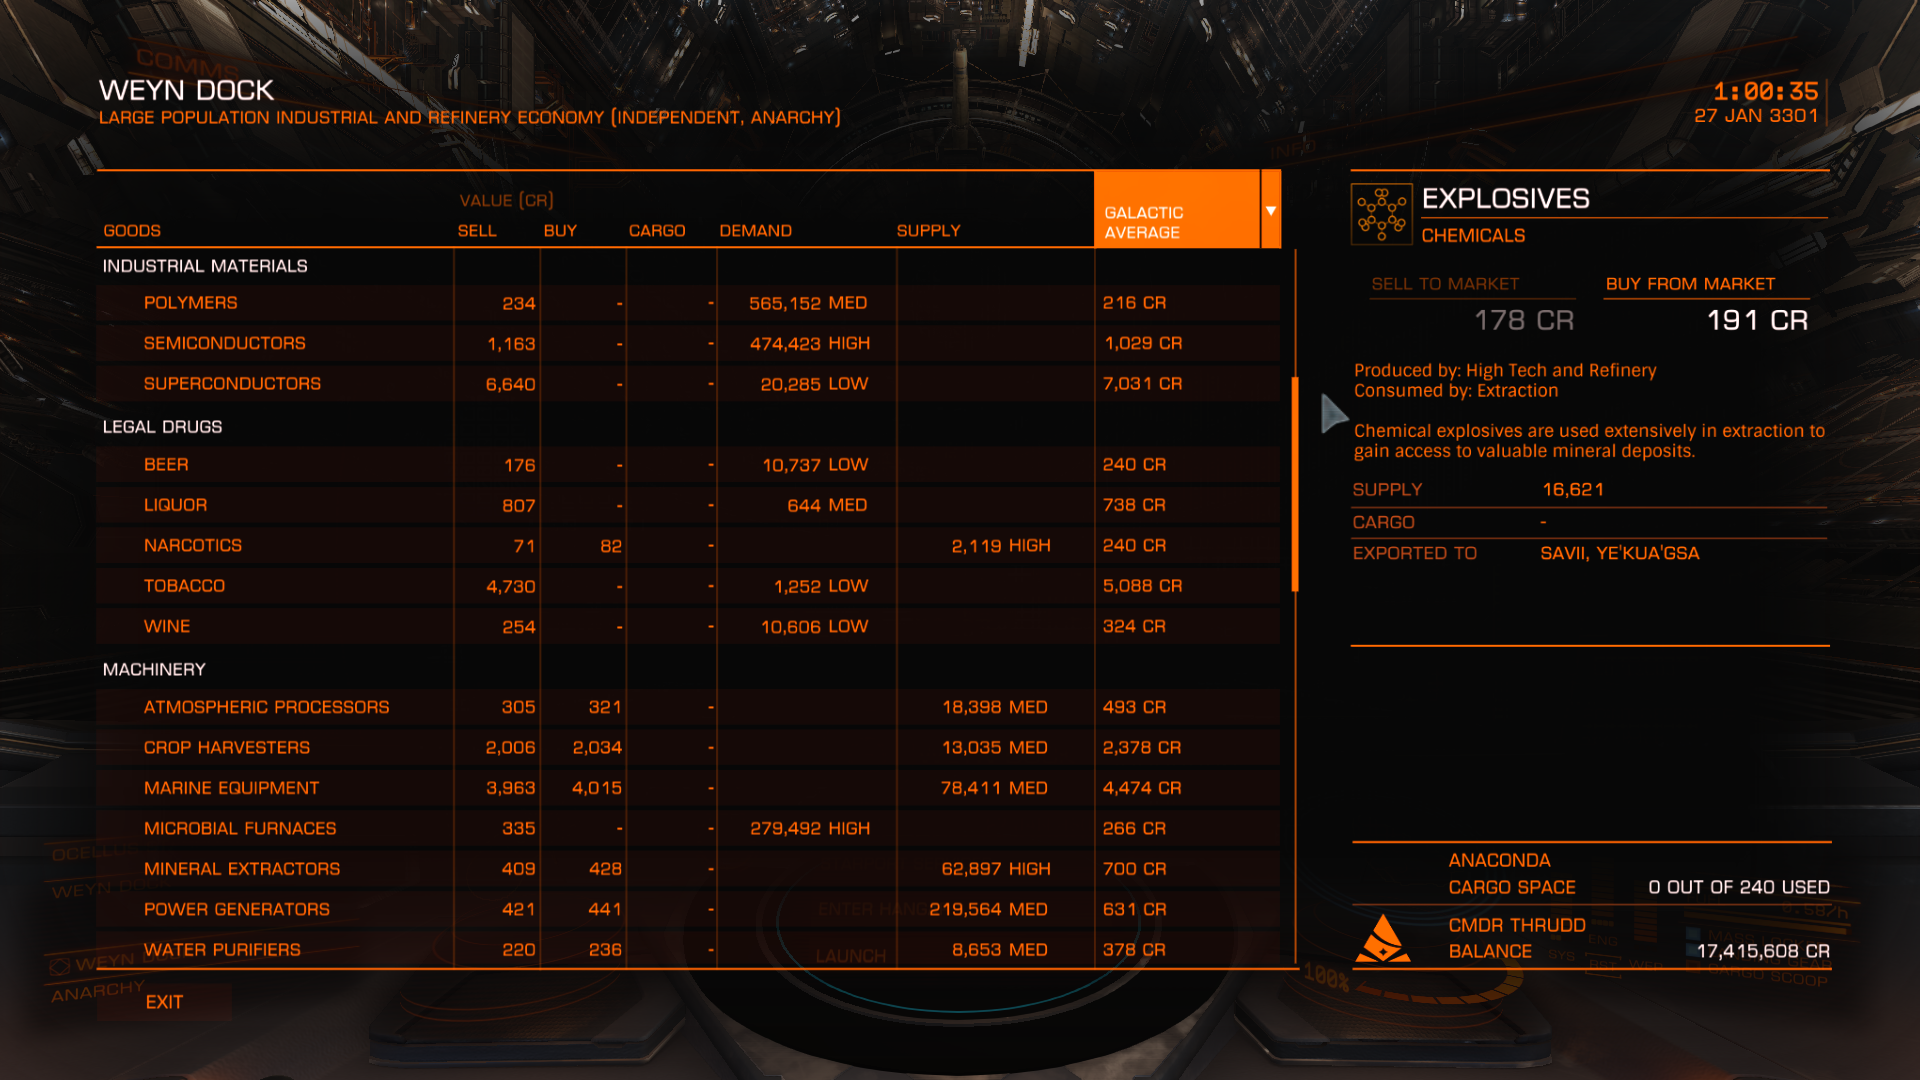 COMMS
WEYN DOCK
LARGE POPULATION INDUSTRIAL AND REFINERY ECONOMY (INDEPENDENT, ANARCHY)
1:00:35
27 JAN 3301
INFO
VALUE (CR)
GOODS SELL BUY CARGO DEMAND SUPPLY GALACTIC AVERAGE
INDUSTRIAL MATERIALS
POLYMERS 234 - - 565,152 MED 216 CR
SEMICONDUCTORS 1,163 - - 474,423 HIGH 1,029 CR
SUPERCONDUCTORS 6,640 - - 20,285 LOW 7,031 CR
LEGAL DRUGS
BEER 176 - - 10,737 LOW 240 CR
LIQUOR 807 - - 644 MED 738 CR
NARCOTICS 71 82 - 2,119 HIGH 240 CR
TOBACCO 4,730 - - 1,252 LOW 5,088 CR
WINE 254 - - 10,606 LOW 324 CR
MACHINERY
ATMOSPHERIC PROCESSORS 305 321 - 18,398 MED 493 CR
CROP HARVESTERS 2,006 2,034 - 13,035 MED 2,378 CR
MARINE EQUIPMENT 3,963 4,015 - 78,411 MED 4,474 CR
MICROBIAL FURNACES 335 - - 279,492 HIGH 266 CR
MINERAL EXTRACTORS 409 428 - 62,897 HIGH 700 CR
POWER GENERATORS 421 441 - 219,564 MED 631 CR
WATER PURIFIERS 220 236 - 8,653 MED 378 CR
EXIT
EXPLOSIVES
CHEMICALS
SELL TO MARKET BUY FROM MARKET
178 CR 191 CR
Produced by: High Tech and Refinery
Consumed by: Extraction
Chemical explosives are used extensively in extraction to
gain access to valuable mineral deposits.
SUPPLY 16,621
CARGO -
EXPORTED TO SAVII, YE'KUA'GSA
ANACONDA
CARGO SPACE 0 OUT OF 240 USED
CMDR THRUDD
BALANCE 17,415,608 CR
WEYN
ANARCHY
ENTER
LAUNCH
100%
SYS
ENG
CARGO SCOOP